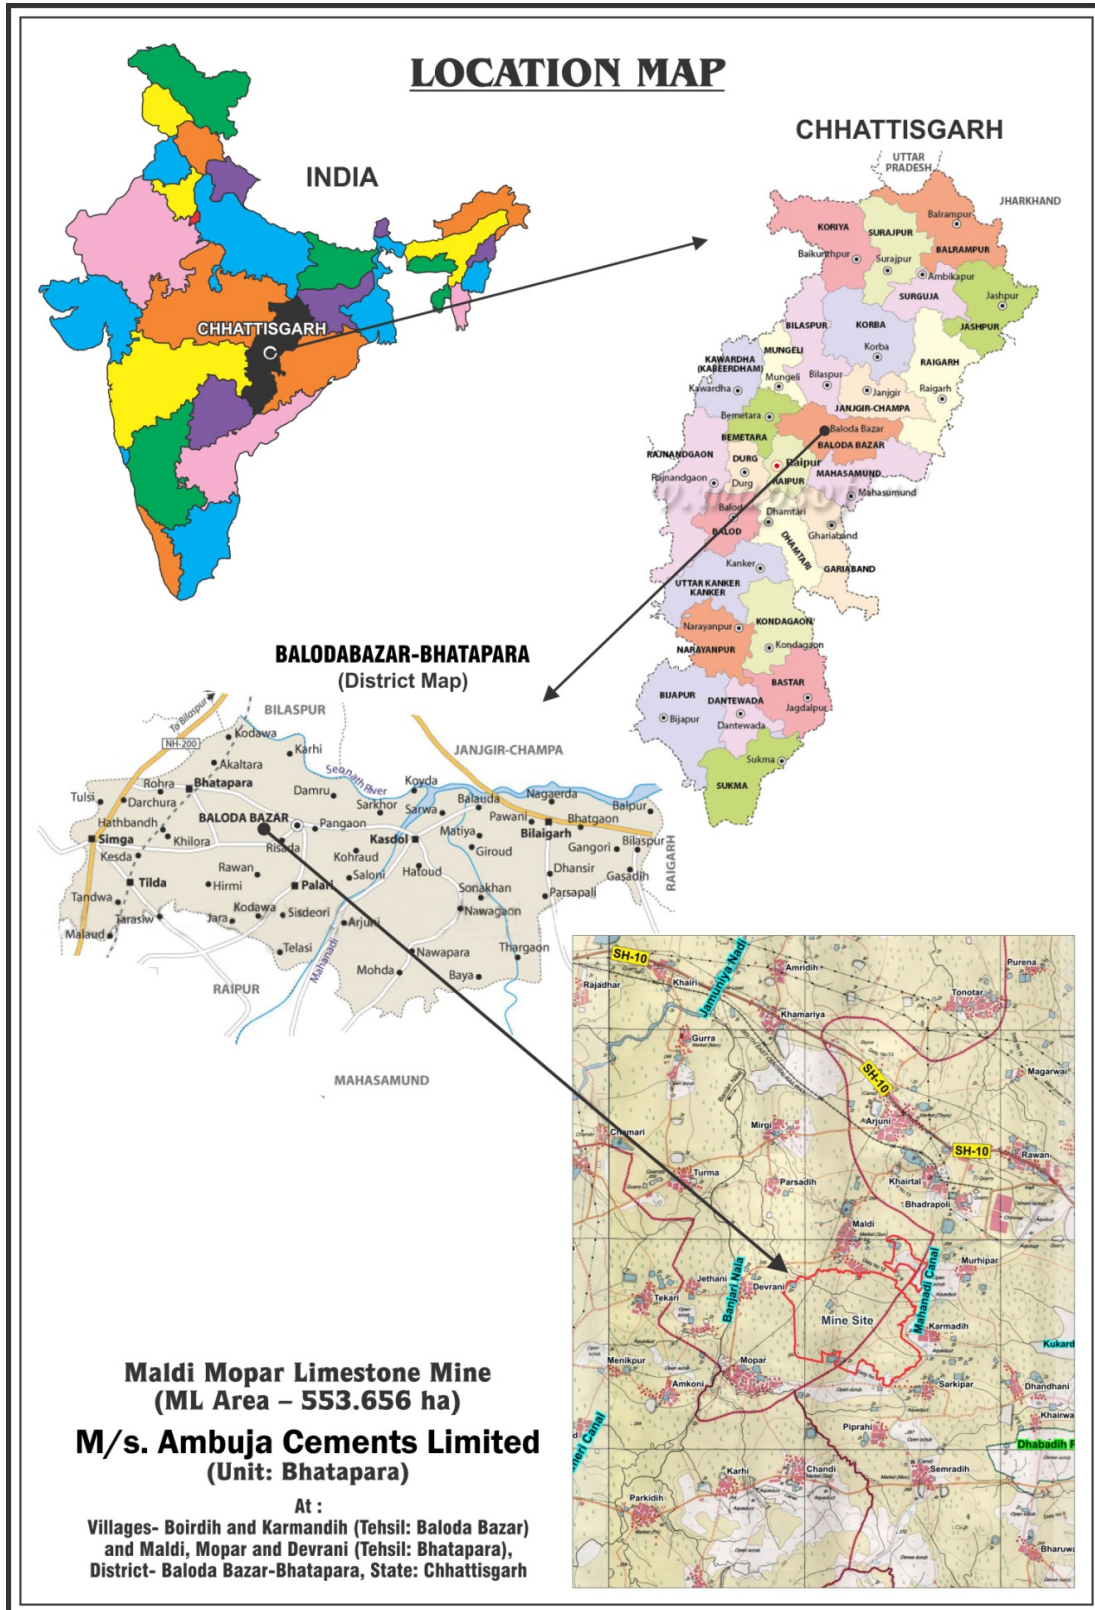 LOCATION MAP
INDIA
CHHATTISGARH
CHHATTISGARH
UTTAR
PRADESH
JHARKHAND
KORIYA
Baikunthpur
SURAJPUR
Surajpur
Balrampur
BALRAMPUR
Ambikapur
SURGUJA
Jashpur
JASHPUR
BILASPUR
KORBA
Korba
RAIGARH
Raigarh
MUNGELI
Mungeli
Bilaspur
KAWARDHA
(KABEERDHAM)
Kawardha
Janjgir
JANJGIR-CHAMPA
Bemetara
BEMETARA
Baloda Bazar
BALODA BAZAR
RAJNANDGAON
Rajnandgaon
DURG
Durg
Raipur
RAIPUR
MAHASAMUND
Mahasumund
Balod
BALOD
Dhamtari
DHAMTARI
Ghariaband
GARIABAND
Kanker
UTTAR KANKER
KANKER
Narayanpur
NARAYANPUR
KONDAGAON
Kondagaon
BASTAR
Jagdalpur
BIJAPUR
Bijapur
DANTEWADA
Dantewada
Sukma
SUKMA
BALODABAZAR-BHATAPARA
(District Map)
To Bilaspur
NH-200
BILASPUR
JANJGIR-CHAMPA
Kodawa
Karhi
Akaltara
Seonath River
Rohra
Bhatapara
Tulsi
Darchura
Damru
Koyda
Sarkhor
Sarwa
Balauda
Nagaerda
Balpur
Hathbandh
BALODA BAZAR
Pangaon
Pawani
Bhatgaon
Simga
Khilora
Risada
Kasdol
Matiya
Bilaigarh
Kesda
Kohraud
Giroud
Gangori
Bilaspur
Rawan
Saloni
Hatoud
Dhansir
Gasadih
RAIGARH
Tilda
Hirmi
Palari
Sonakhan
Parsapali
Tandwa
Tarasiw
Jara
Kodawa
Sisdeori
Arjuni
Nawagaon
Malaud
Telasi
Mahanadi
Nawapara
Thargaon
Mohda
Baya
RAIPUR
MAHASAMUND
SH-10
Rajadhar
Khairi
Jamuniya Nadi
Amridih
Purena
Tonotar
Khamariya
Gurra
SOUTH EAST CENTRAL RAILWAY
Banjari Nala
SH-10
Magarwai
Chamari
Mirgi
Arjuni
SH-10
Rawan
Turma
Parsadih
Khairtal
Bhadrapoli
Maldi
Murhipar
Mahanadi Canal
Banjari Nala
Jethani
Devrani
Tekari
Mine Site
Karmadih
Kukard
Menikpur
Mopar
Amkoni
Sarkipar
Dhandhani
Khairwa
Piprahi
Dhabadih F
neri Canal
Karhi
Chandi
Semradih
Parkidih
Bharuwa
Maldi Mopar Limestone Mine
(ML Area – 553.656 ha)
M/s. Ambuja Cements Limited
(Unit: Bhatapara)
At :
Villages- Boirdih and Karmandih (Tehsil: Baloda Bazar)
and Maldi, Mopar and Devrani (Tehsil: Bhatapara),
District- Baloda Bazar-Bhatapara, State: Chhattisgarh